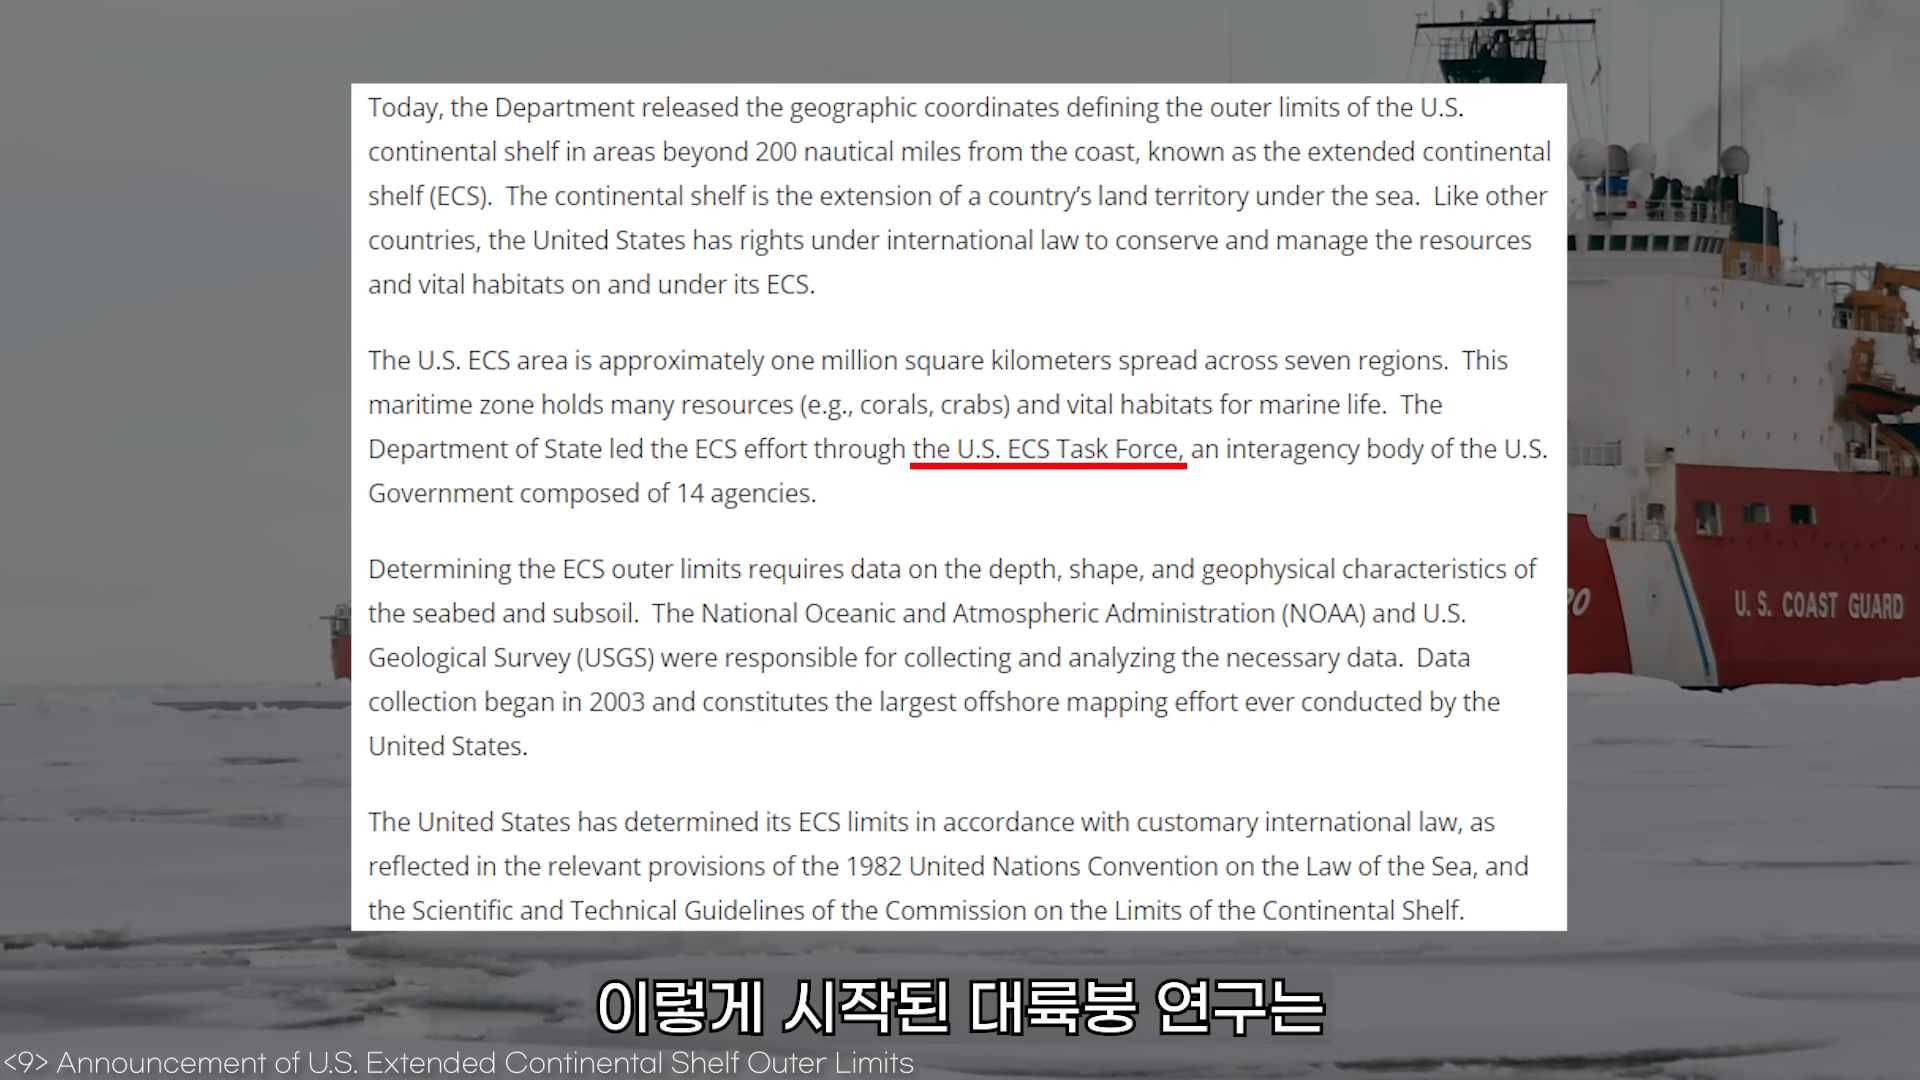 Today, the Department released the geographic coordinates defining the outer limits of the U.S.
continental shelf in areas beyond 200 nautical miles from the coast, known as the extended continental
shelf (ECS).  The continental shelf is the extension of a country’s land territory under the sea.  Like other
countries, the United States has rights under international law to conserve and manage the resources
and vital habitats on and under its ECS.
The U.S. ECS area is approximately one million square kilometers spread across seven regions.  This
maritime zone holds many resources (e.g., corals, crabs) and vital habitats for marine life.  The
Department of State led the ECS effort through the U.S. ECS Task Force, an interagency body of the U.S.
Government composed of 14 agencies.
Determining the ECS outer limits requires data on the depth, shape, and geophysical characteristics of
the seabed and subsoil.  The National Oceanic and Atmospheric Administration (NOAA) and U.S.
Geological Survey (USGS) were responsible for collecting and analyzing the necessary data.  Data
collection began in 2003 and constitutes the largest offshore mapping effort ever conducted by the
United States.
The United States has determined its ECS limits in accordance with customary international law, as
reflected in the relevant provisions of the 1982 United Nations Convention on the Law of the Sea, and
the Scientific and Technical Guidelines of the Commission on the Limits of the Continental Shelf.
U. S. COAST GUARD
이렇게 시작된 대륙붕 연구는
<9> Announcement of U.S. Extended Continental Shelf Outer Limits